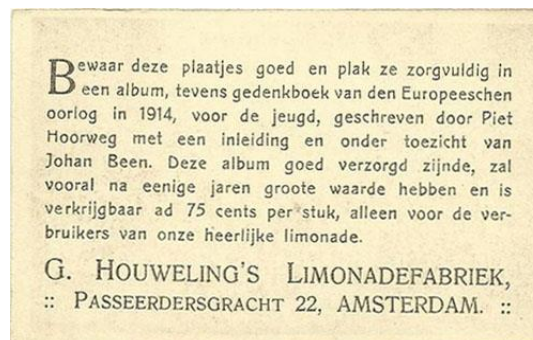 Bewaar deze plaatjes goed en plak ze zorgvuldig in
een album, tevens gedenkboek van den Europeeschen
oorlog in 1914, voor de jeugd, geschreven door Piet
Hoorweg met een inleiding en onder toezicht van
Johan Been. Deze album goed verzorgd zijnde, zal
vooral na eenige jaren groote waarde hebben en is
verkrijgbaar ad 75 cents per stuk, alleen voor de ver-
bruikers van onze heerlijke limonade.
G. HOUWELING'S LIMONADEFABRIEK,
:: PASSEERDERSGRACHT 22, AMSTERDAM. ::